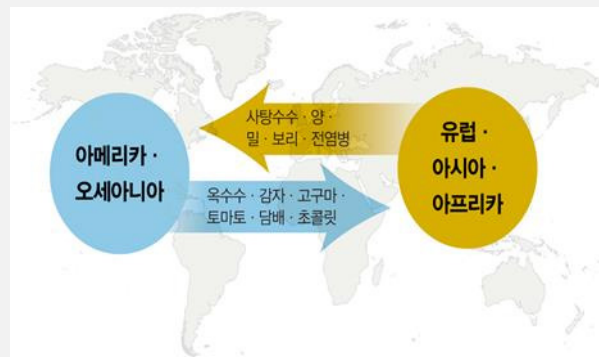 아메리카 ·
오세아니아
사탕수수 · 양 ·
밀 · 보리 · 전염병
옥수수 · 감자 · 고구마 ·
토마토 · 담배 · 초콜릿
유럽 ·
아시아 ·
아프리카